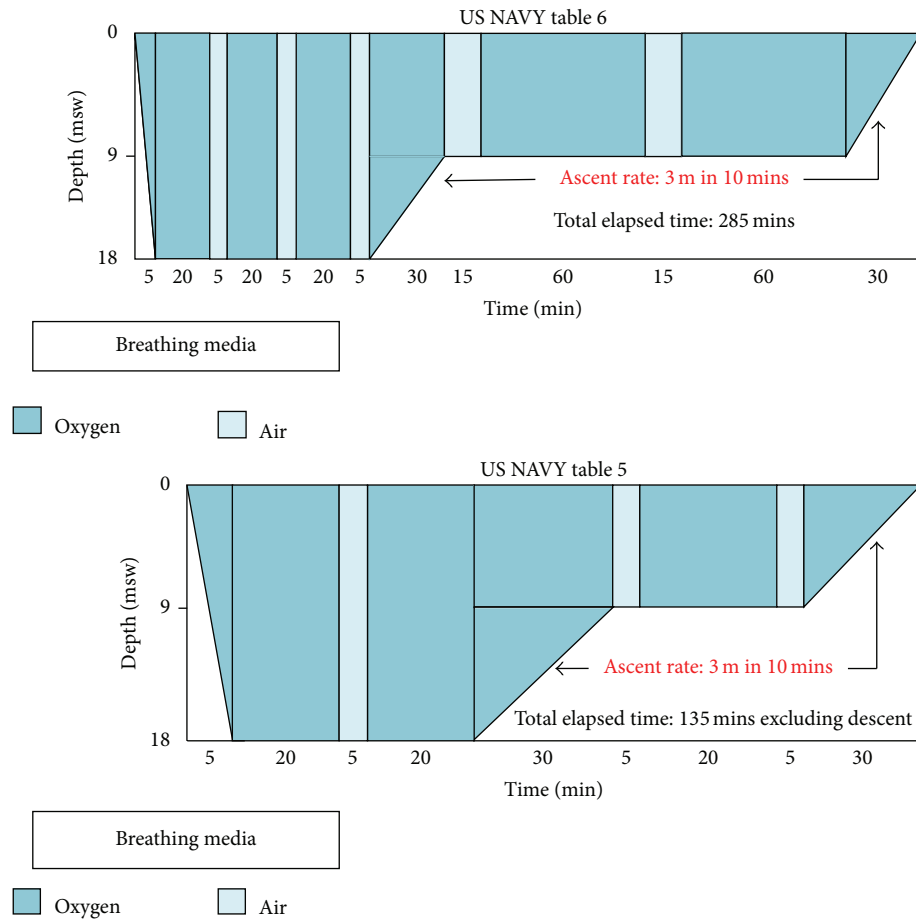 US NAVY table 6
0
9
18
Depth (msw)
Ascent rate: 3 m in 10 mins
Total elapsed time: 285 mins
5 20 5 20 5 20 5 30 15 60 15 60 30
Time (min)
Breathing media
Oxygen Air
US NAVY table 5
0
9
18
Depth (msw)
Ascent rate: 3 m in 10 mins
Total elapsed time: 135 mins excluding descent
5 20 5 20 30 5 20 5 30
Time (min)
Breathing media
Oxygen Air